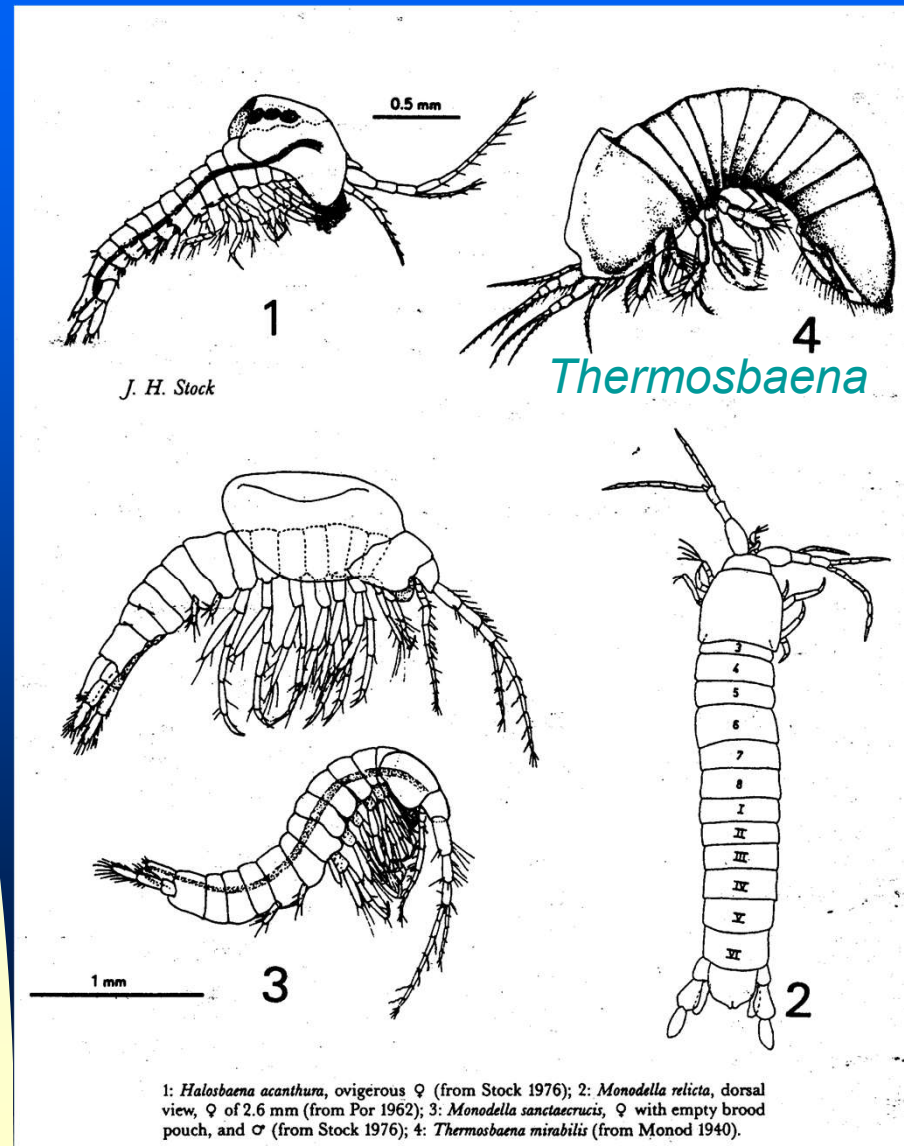 0.5 mm
1
4
J. H. Stock
Thermosbaena
3
4
5
6
7
8
I
II
III
IV
V
VI
1 mm
3
2
1: Halosbaena acanthura, ovigerous ♀ (from Stock 1976); 2: Monodella relicta, dorsal
view, ♀ of 2.6 mm (from Por 1962); 3: Monodella sanctaecrucis, ♀ with empty brood
pouch, and ♂ (from Stock 1976); 4: Thermosbaena mirabilis (from Monod 1940).